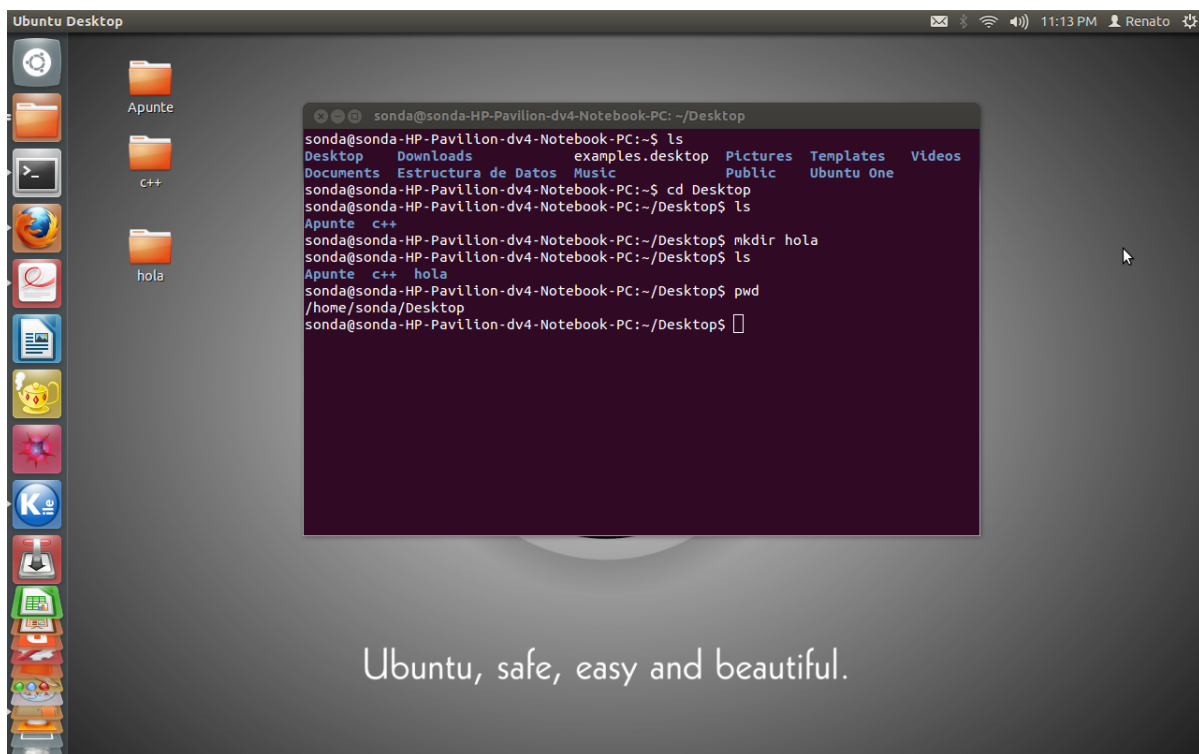 Ubuntu Desktop
11:13 PM Renato
Apunte
c++
hola
sonda@sonda-HP-Pavilion-dv4-Notebook-PC: ~/Desktop
sonda@sonda-HP-Pavilion-dv4-Notebook-PC:~$ ls
Desktop Downloads examples.desktop Pictures Templates Videos
Documents Estructura de Datos Music Public Ubuntu One
sonda@sonda-HP-Pavilion-dv4-Notebook-PC:~$ cd Desktop
sonda@sonda-HP-Pavilion-dv4-Notebook-PC:~/Desktop$ ls
Apunte c++
sonda@sonda-HP-Pavilion-dv4-Notebook-PC:~/Desktop$ mkdir hola
sonda@sonda-HP-Pavilion-dv4-Notebook-PC:~/Desktop$ ls
Apunte c++ hola
sonda@sonda-HP-Pavilion-dv4-Notebook-PC:~/Desktop$ pwd
/home/sonda/Desktop
sonda@sonda-HP-Pavilion-dv4-Notebook-PC:~/Desktop$
Kile
Ubuntu, safe, easy and beautiful.